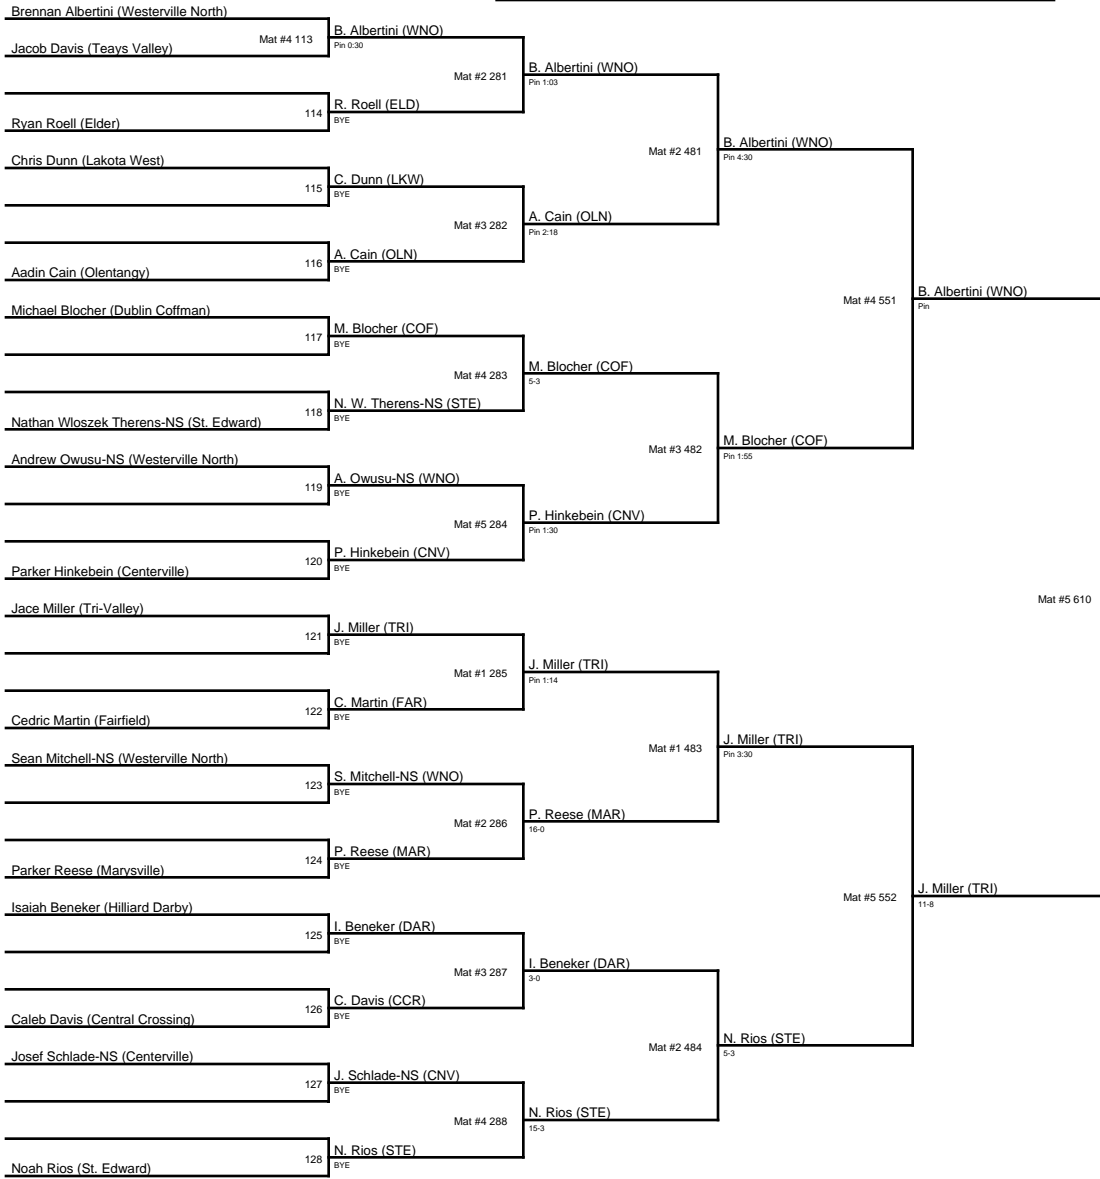 Brennan Albertini (Westerville North)
Mat #4 113
B. Albertini (WNO)
Pin 0:30
Jacob Davis (Teays Valley)
Mat #2 281
B. Albertini (WNO)
Pin 1:03
114
R. Roell (ELD)
BYE
Ryan Roell (Elder)
Mat #2 481
B. Albertini (WNO)
Pin 4:30
Chris Dunn (Lakota West)
115
C. Dunn (LKW)
BYE
Mat #3 282
A. Cain (OLN)
Pin 2:18
116
A. Cain (OLN)
BYE
Aadin Cain (Olentangy)
Mat #4 551
B. Albertini (WNO)
Pin
Michael Blocher (Dublin Coffman)
117
M. Blocher (COF)
BYE
Mat #4 283
M. Blocher (COF)
5-3
118
N. W. Therens-NS (STE)
BYE
Nathan Wloszek Therens-NS (St. Edward)
Mat #3 482
M. Blocher (COF)
Pin 1:55
Andrew Owusu-NS (Westerville North)
119
A. Owusu-NS (WNO)
BYE
Mat #5 284
P. Hinkebein (CNV)
Pin 1:30
120
P. Hinkebein (CNV)
BYE
Parker Hinkebein (Centerville)
Mat #5 610
Jace Miller (Tri-Valley)
121
J. Miller (TRI)
BYE
Mat #1 285
J. Miller (TRI)
Pin 1:14
122
C. Martin (FAR)
BYE
Cedric Martin (Fairfield)
Mat #1 483
J. Miller (TRI)
Pin 3:30
Sean Mitchell-NS (Westerville North)
123
S. Mitchell-NS (WNO)
BYE
Mat #2 286
P. Reese (MAR)
16-0
124
P. Reese (MAR)
BYE
Parker Reese (Marysville)
Mat #5 552
J. Miller (TRI)
11-8
Isaiah Beneker (Hilliard Darby)
125
I. Beneker (DAR)
BYE
Mat #3 287
I. Beneker (DAR)
3-0
126
C. Davis (CCR)
BYE
Caleb Davis (Central Crossing)
Mat #2 484
N. Rios (STE)
5-3
Josef Schlade-NS (Centerville)
127
J. Schlade-NS (CNV)
BYE
Mat #4 288
N. Rios (STE)
15-3
128
N. Rios (STE)
BYE
Noah Rios (St. Edward)